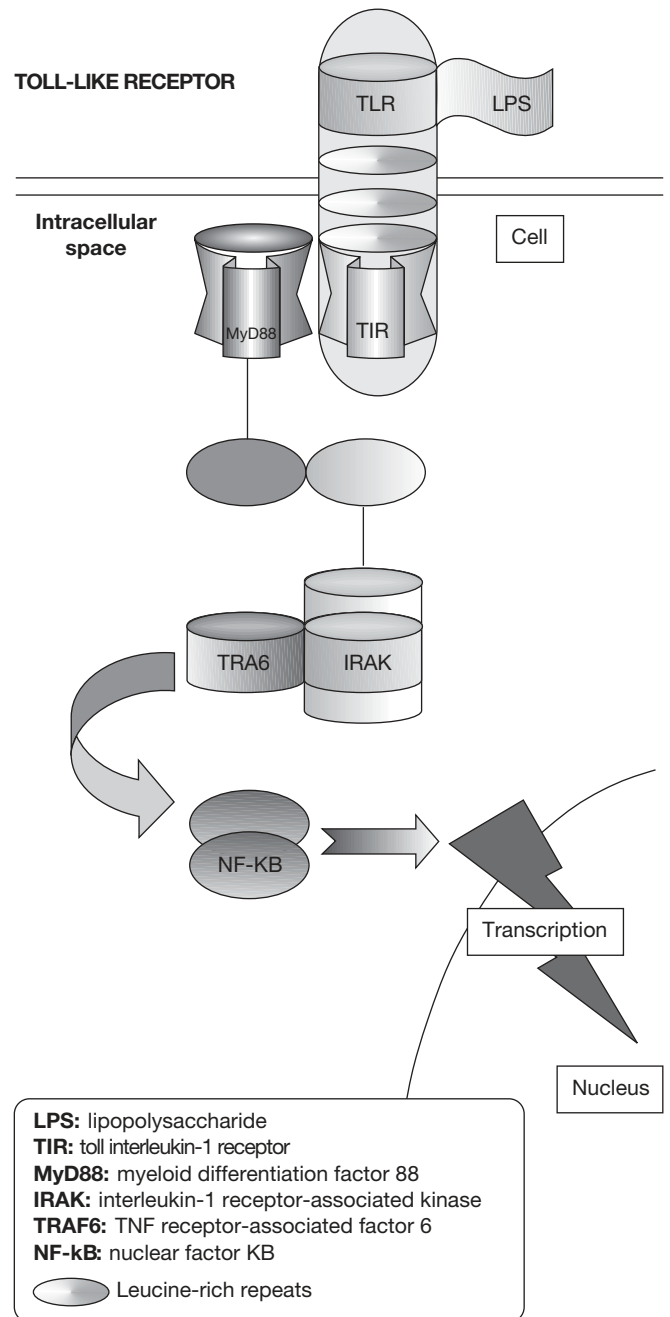 TOLL-LIKE RECEPTOR
TLR
LPS
Intracellular
space
Cell
MyD88
TIR
TRA6
IRAK
NF-KB
Transcription
Nucleus
LPS: lipopolysaccharide
TIR: toll interleukin-1 receptor
MyD88: myeloid differentiation factor 88
IRAK: interleukin-1 receptor-associated kinase
TRAF6: TNF receptor-associated factor 6
NF-kB: nuclear factor KB
Leucine-rich repeats